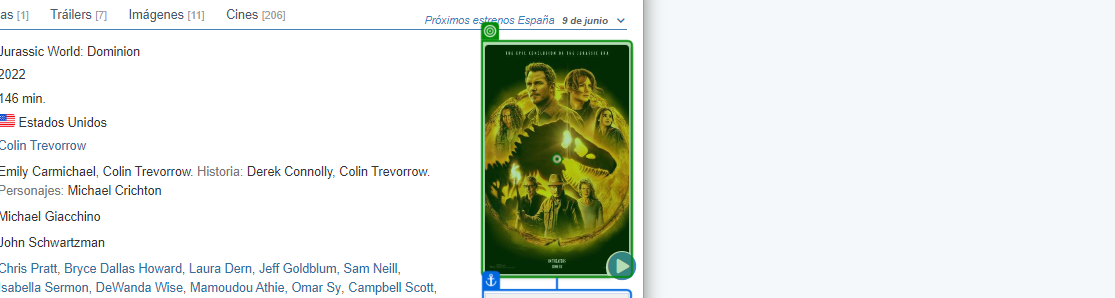 as [1] Tráilers [7] Imágenes [11] Cines [206]
Próximos estrenos España 9 de junio
Jurassic World: Dominion
2022
146 min.
Estados Unidos
Colin Trevorrow
Emily Carmichael, Colin Trevorrow. Historia: Derek Connolly, Colin Trevorrow.
Personajes: Michael Crichton
Michael Giacchino
John Schwartzman
Chris Pratt, Bryce Dallas Howard, Laura Dern, Jeff Goldblum, Sam Neill,
Isabella Sermon, DeWanda Wise, Mamoudou Athie, Omar Sy, Campbell Scott,
THE EPIC CONCLUSION OF THE JURASSIC ERA